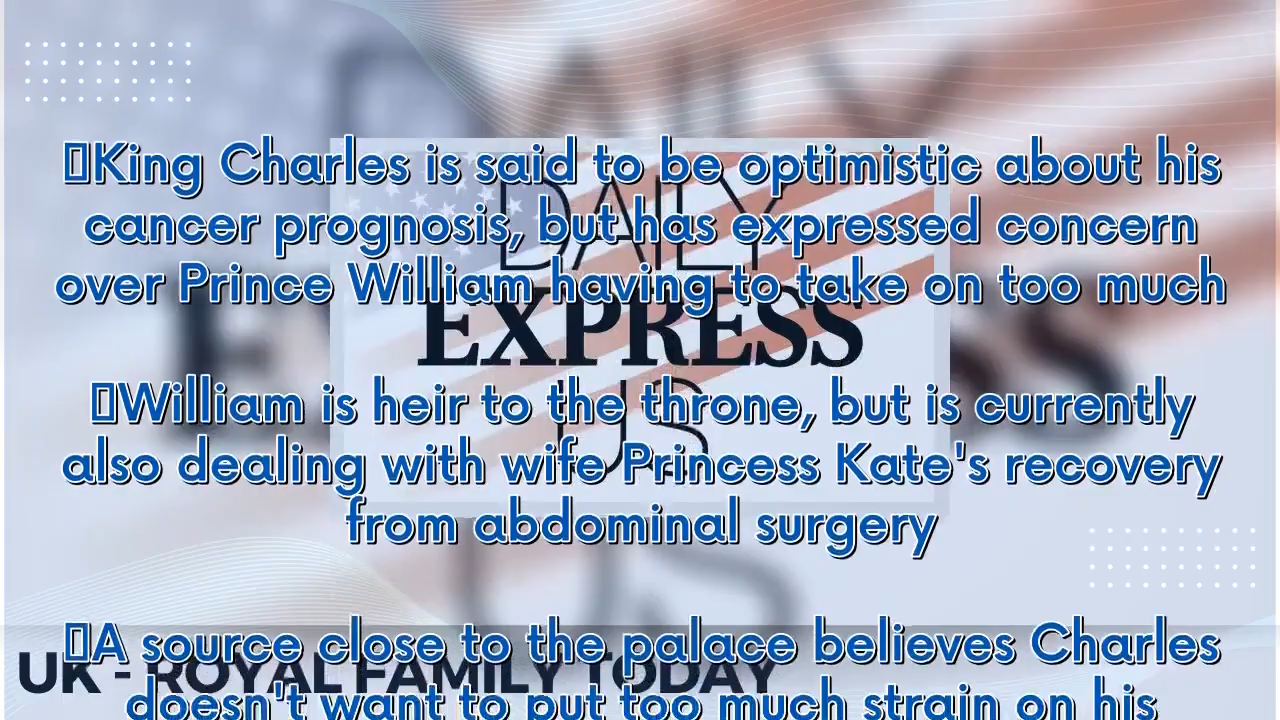 ▯King Charles is said to be optimistic about his
cancer prognosis, but has expressed concern
over Prince William having to take on too much
DAILY
EXPRESS
US
▯William is heir to the throne, but is currently
also dealing with wife Princess Kate's recovery
from abdominal surgery
▯A source close to the palace believes Charles
doesn't want to put too much strain on his
UK - ROYAL FAMILY TODAY